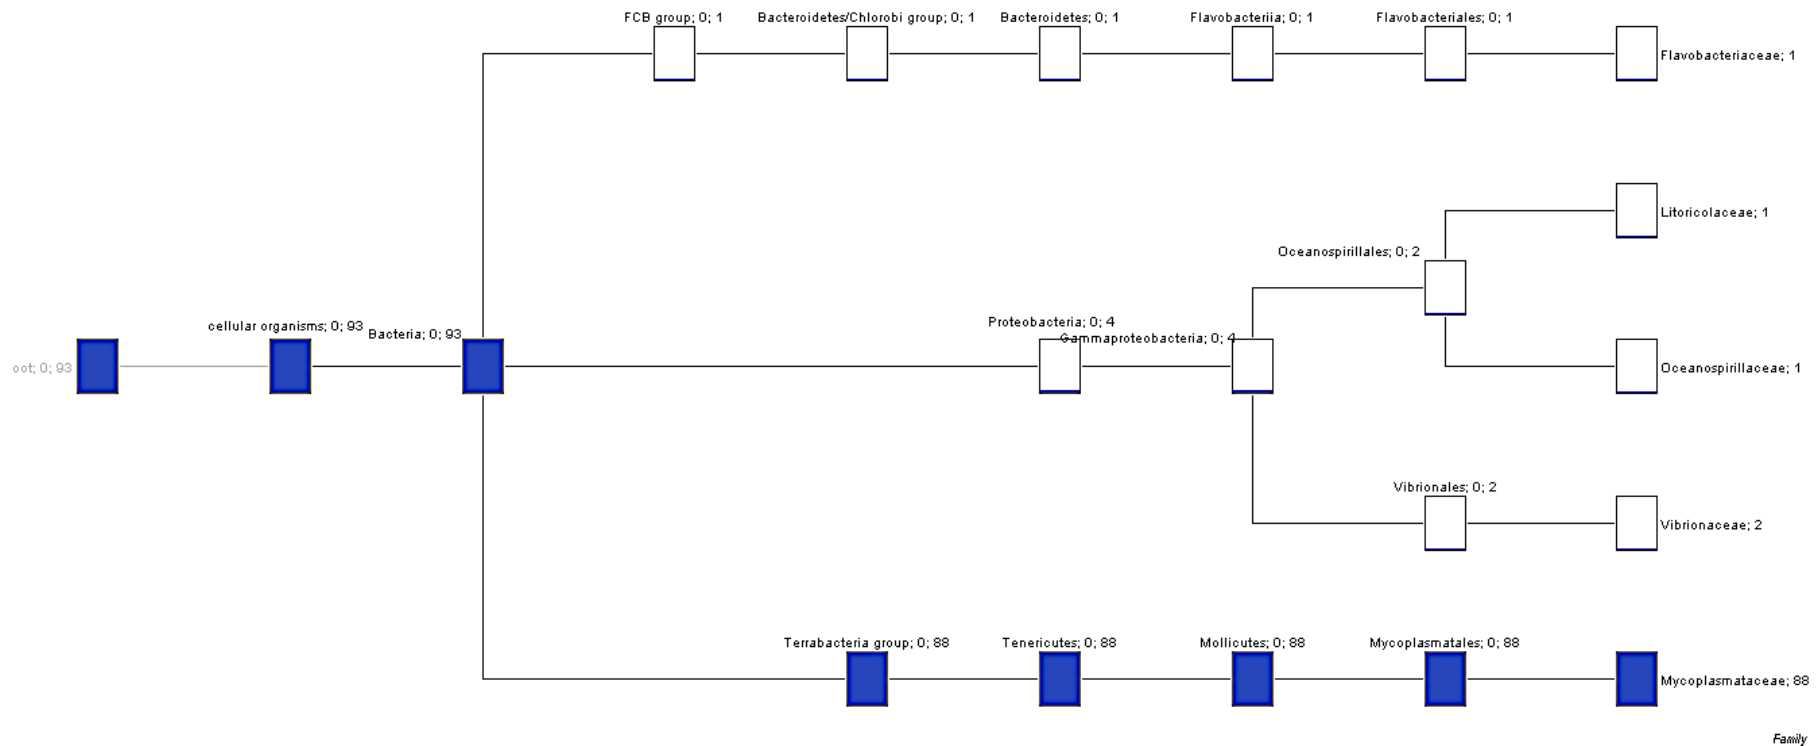 FCB group; 0; 1
Bacteroidetes/Chlorobi group; 0; 1
Bacteroidetes; 0; 1
Flavobacteriia; 0; 1
Flavobacteriales; 0; 1
Flavobacteriaceae; 1
Litoricolaceae; 1
Oceanospirillales; 0; 2
Proteobacteria; 0; 4
cellular organisms; 0; 93
Bacteria; 0; 93
Gammaproteobacteria; 0; 4
oot; 0; 93
Oceanospirillaceae; 1
Vibrionales; 0; 2
Vibrionaceae; 2
Terrabacteria group; 0; 88
Tenericutes; 0; 88
Mollicutes; 0; 88
Mycoplasmatales; 0; 88
Mycoplasmataceae; 88
Family